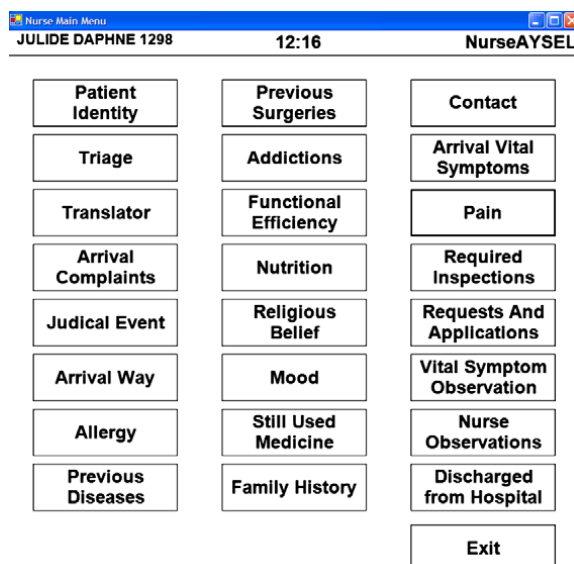 Nurse Main Menu
JULIDE DAPHNE 1298 12:16 NurseAYSEL
Patient
Identity
Previous
Surgeries
Contact
Triage
Addictions
Arrival Vital
Symptoms
Translator
Functional
Efficiency
Pain
Arrival
Complaints
Nutrition
Required
Inspections
Judical Event
Religious
Belief
Requests And
Applications
Arrival Way
Mood
Vital Symptom
Observation
Allergy
Still Used
Medicine
Nurse
Observations
Previous
Diseases
Family History
Discharged
from Hospital
Exit